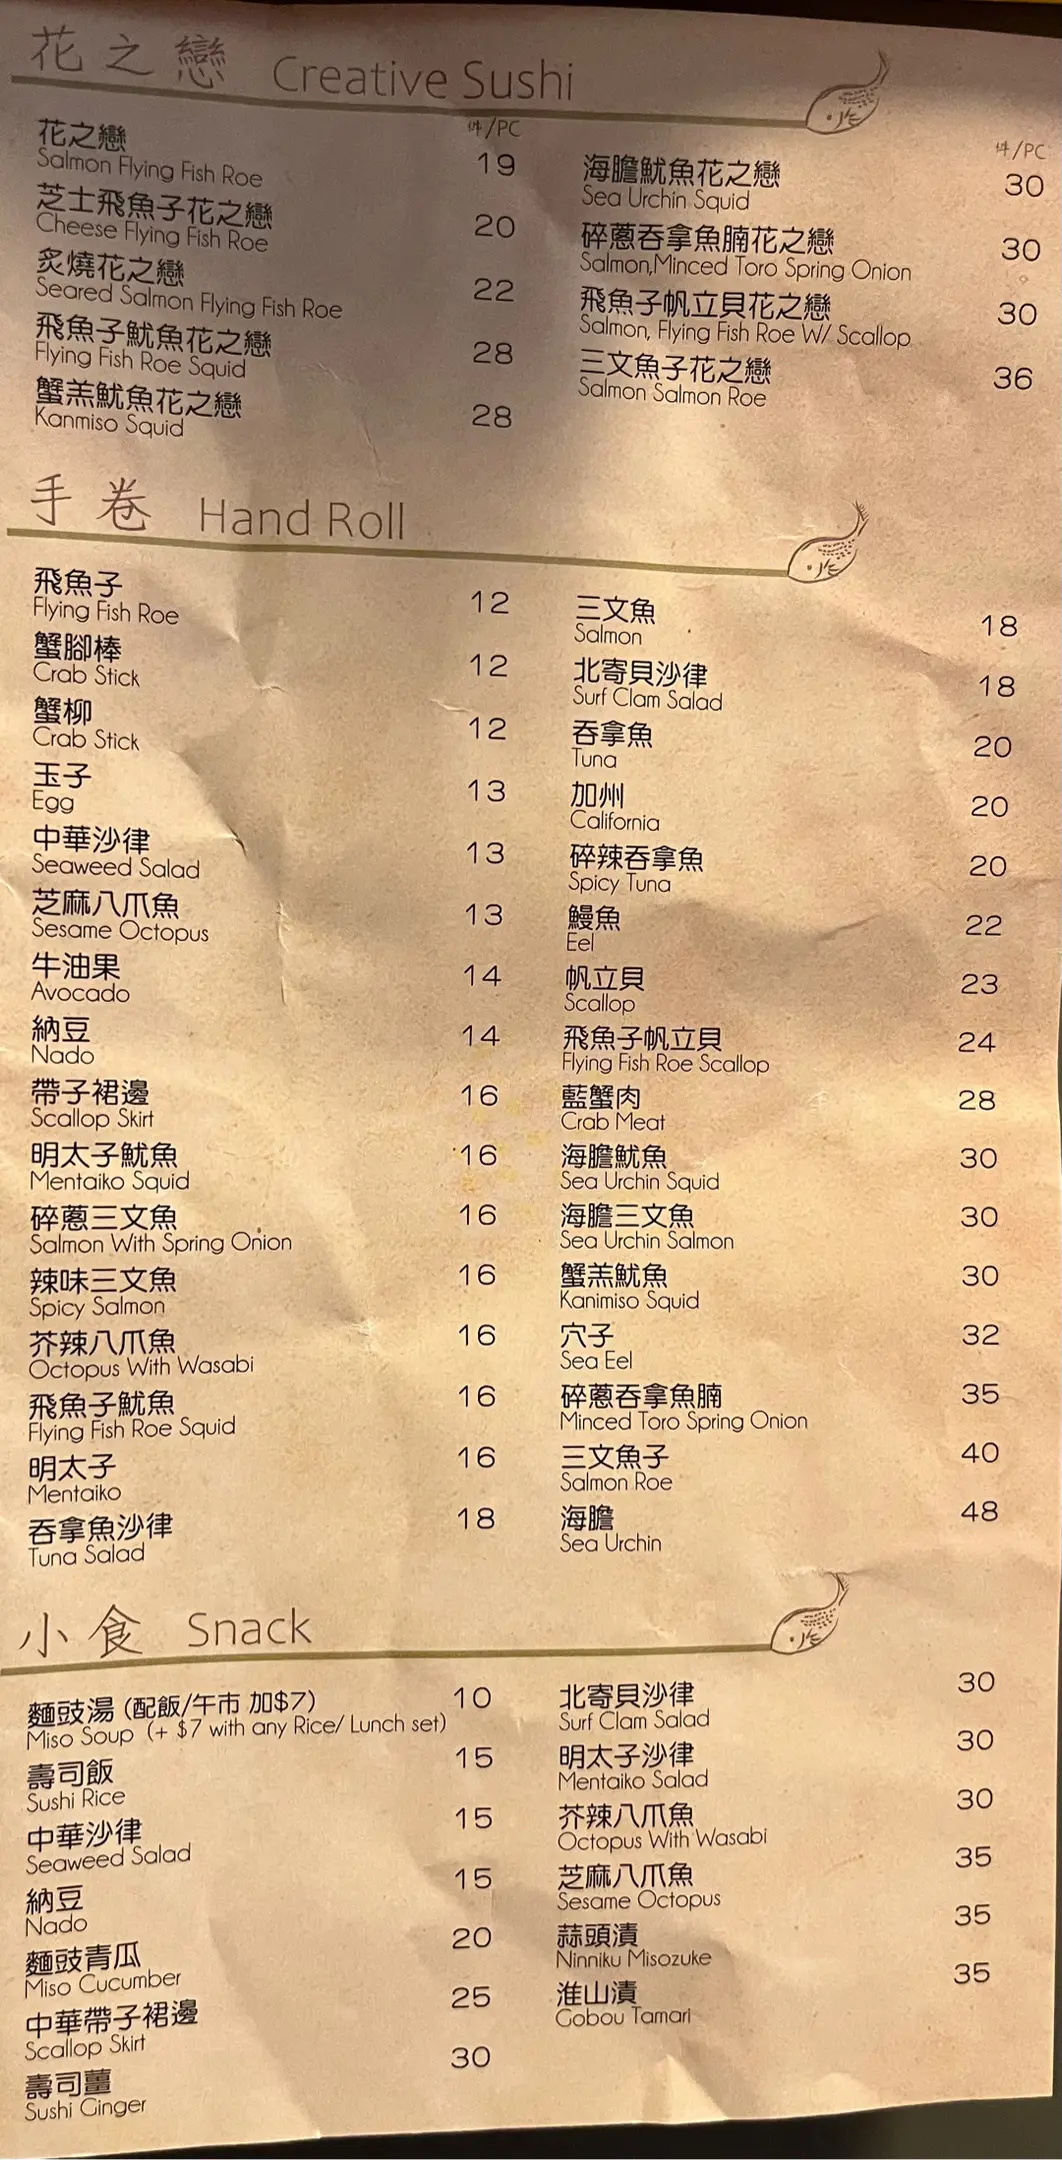 花之戀 Creative Sushi
件/PC
花之戀 19
Salmon Flying Fish Roe
芝士飛魚子花之戀 20
Cheese Flying Fish Roe
炙燒花之戀 22
Seared Salmon Flying Fish Roe
飛魚子魷魚花之戀 28
Flying Fish Roe Squid
蟹羔魷魚花之戀 28
Kanmiso Squid
件/PC
海膽魷魚花之戀 30
Sea Urchin Squid
碎蔥吞拿魚腩花之戀 30
Salmon,Minced Toro Spring Onion
飛魚子帆立貝花之戀 30
Salmon, Flying Fish Roe W/ Scallop
三文魚子花之戀 36
Salmon Salmon Roe
手卷 Hand Roll
飛魚子 12
Flying Fish Roe
蟹腳棒 12
Crab Stick
蟹柳 12
Crab Stick
玉子 13
Egg
中華沙律 13
Seaweed Salad
芝麻八爪魚 13
Sesame Octopus
牛油果 14
Avocado
納豆 14
Nado
帶子裙邊 16
Scallop Skirt
明太子魷魚 16
Mentaiko Squid
碎蔥三文魚 16
Salmon With Spring Onion
辣味三文魚 16
Spicy Salmon
芥辣八爪魚 16
Octopus With Wasabi
飛魚子魷魚 16
Flying Fish Roe Squid
明太子 16
Mentaiko
吞拿魚沙律 18
Tuna Salad
三文魚 18
Salmon
北寄貝沙律 18
Surf Clam Salad
吞拿魚 20
Tuna
加州 20
California
碎辣吞拿魚 20
Spicy Tuna
鰻魚 22
Eel
帆立貝 23
Scallop
飛魚子帆立貝 24
Flying Fish Roe Scallop
藍蟹肉 28
Crab Meat
海膽魷魚 30
Sea Urchin Squid
海膽三文魚 30
Sea Urchin Salmon
蟹羔魷魚 30
Kanimiso Squid
穴子 32
Sea Eel
碎蔥吞拿魚腩 35
Minced Toro Spring Onion
三文魚子 40
Salmon Roe
海膽 48
Sea Urchin
小食 Snack
麵豉湯 (配飯/午市 加$7) 10
Miso Soup (+ $7 with any Rice/ Lunch set)
壽司飯 15
Sushi Rice
中華沙律 15
Seaweed Salad
納豆 15
Nado
麵豉青瓜 20
Miso Cucumber
中華帶子裙邊 25
Scallop Skirt
壽司薑 30
Sushi Ginger
北寄貝沙律 30
Surf Clam Salad
明太子沙律 30
Mentaiko Salad
芥辣八爪魚 30
Octopus With Wasabi
芝麻八爪魚 35
Sesame Octopus
蒜頭漬 35
Ninniku Misozuke
淮山漬 35
Gobou Tamari